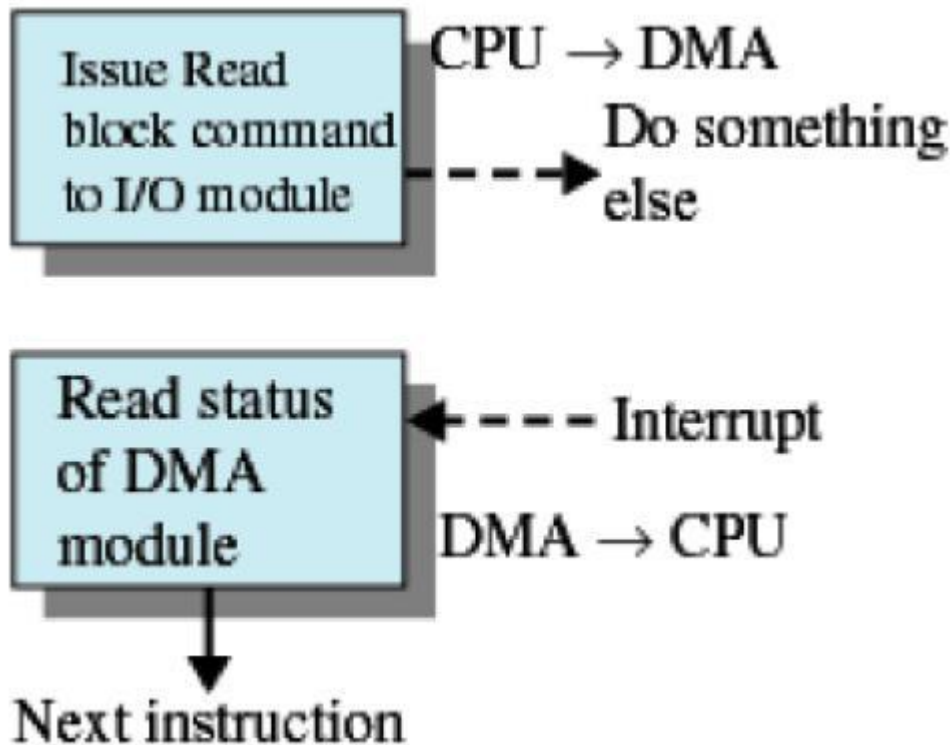 Issue Read
block command
to I/O module
CPU → DMA
Do something
else
Read status
of DMA
module
Interrupt
DMA → CPU
Next instruction